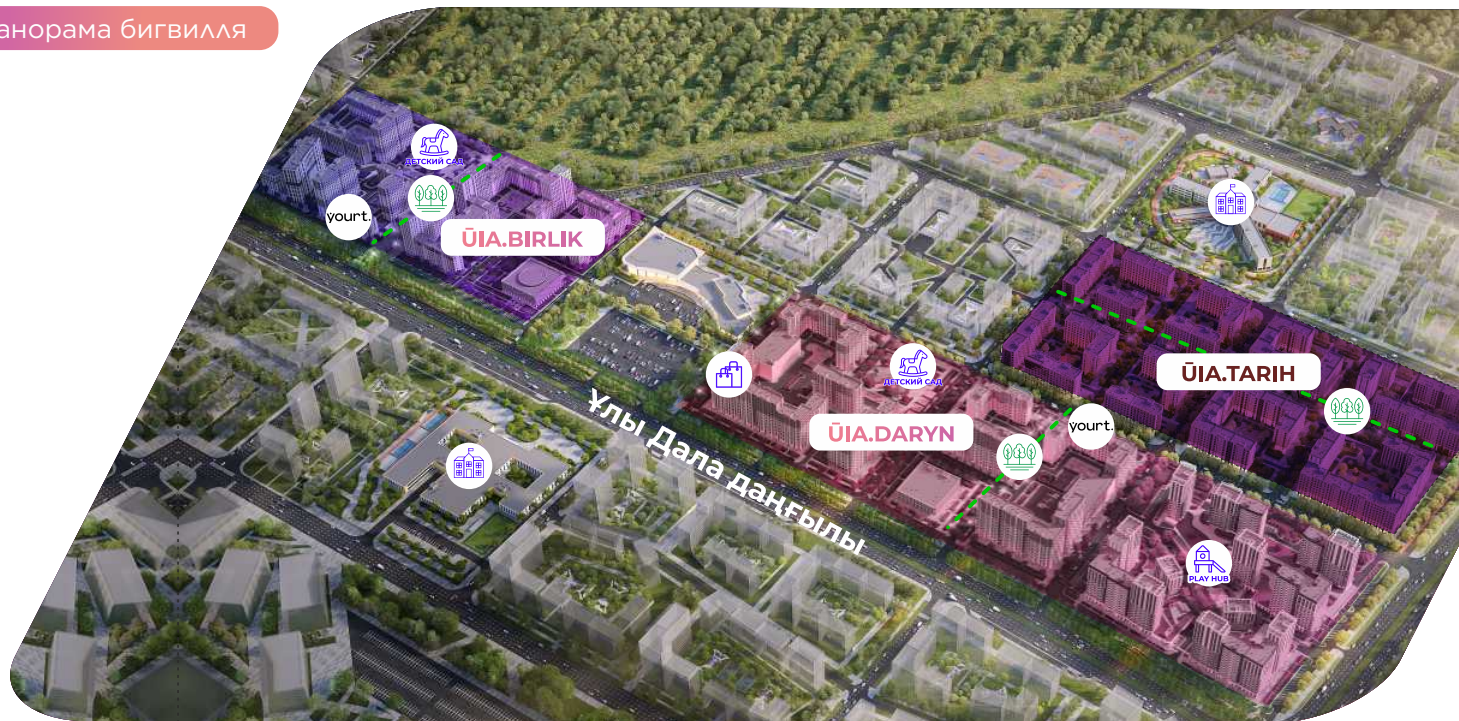 анорама бигвилля
ДЕТСКИЙ САД
yourt.
ŪIA.BIRLIK
ŪIA.TARIH
ДЕТСКИЙ САД
yourt.
ŪIA.DARYN
Ұлы Дала даңғылы
PLAY HUB